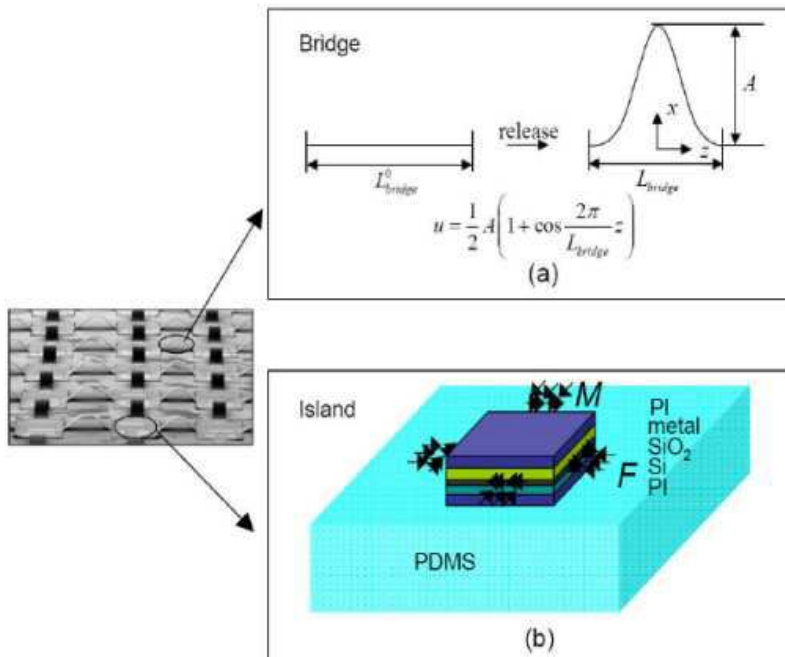 Bridge
A
x
release
z
L⁰bridge
Lbridge
u = 1/2 A(1 + cos 2π/Lbridge z)
(a)
Island
M
PI
metal
SiO₂
Si
PI
F
PDMS
(b)